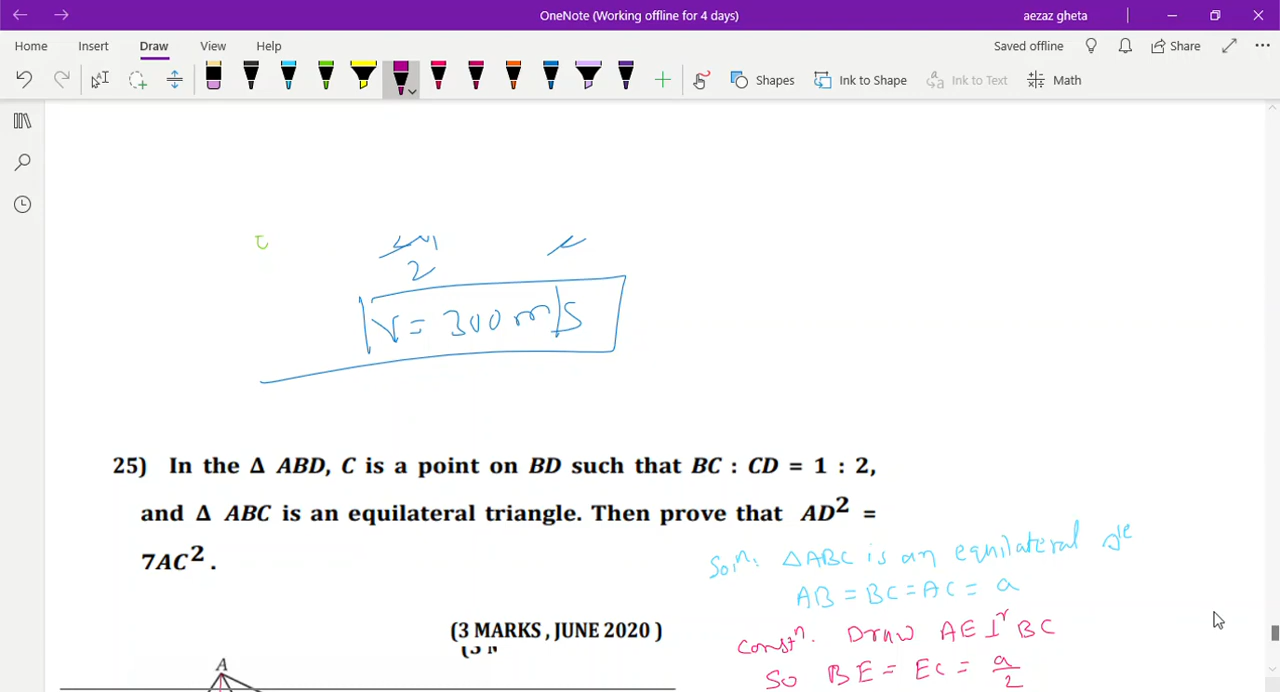 OneNote (Working offline for 4 days)
aezaz gheta
Home Insert Draw View Help
Saved offline Share
Shapes Ink to Shape Ink to Text Math
2
V = 300 m/s
25) In the Δ ABD, C is a point on BD such that BC : CD = 1 : 2,
and Δ ABC is an equilateral triangle. Then prove that AD² =
7AC².
Solⁿ: △ABC is an equilateral △le
AB = BC = AC = a
(3 MARKS , JUNE 2020 )
Constⁿ. Draw AE ⊥ʳ BC
So BE = EC = a/2
A